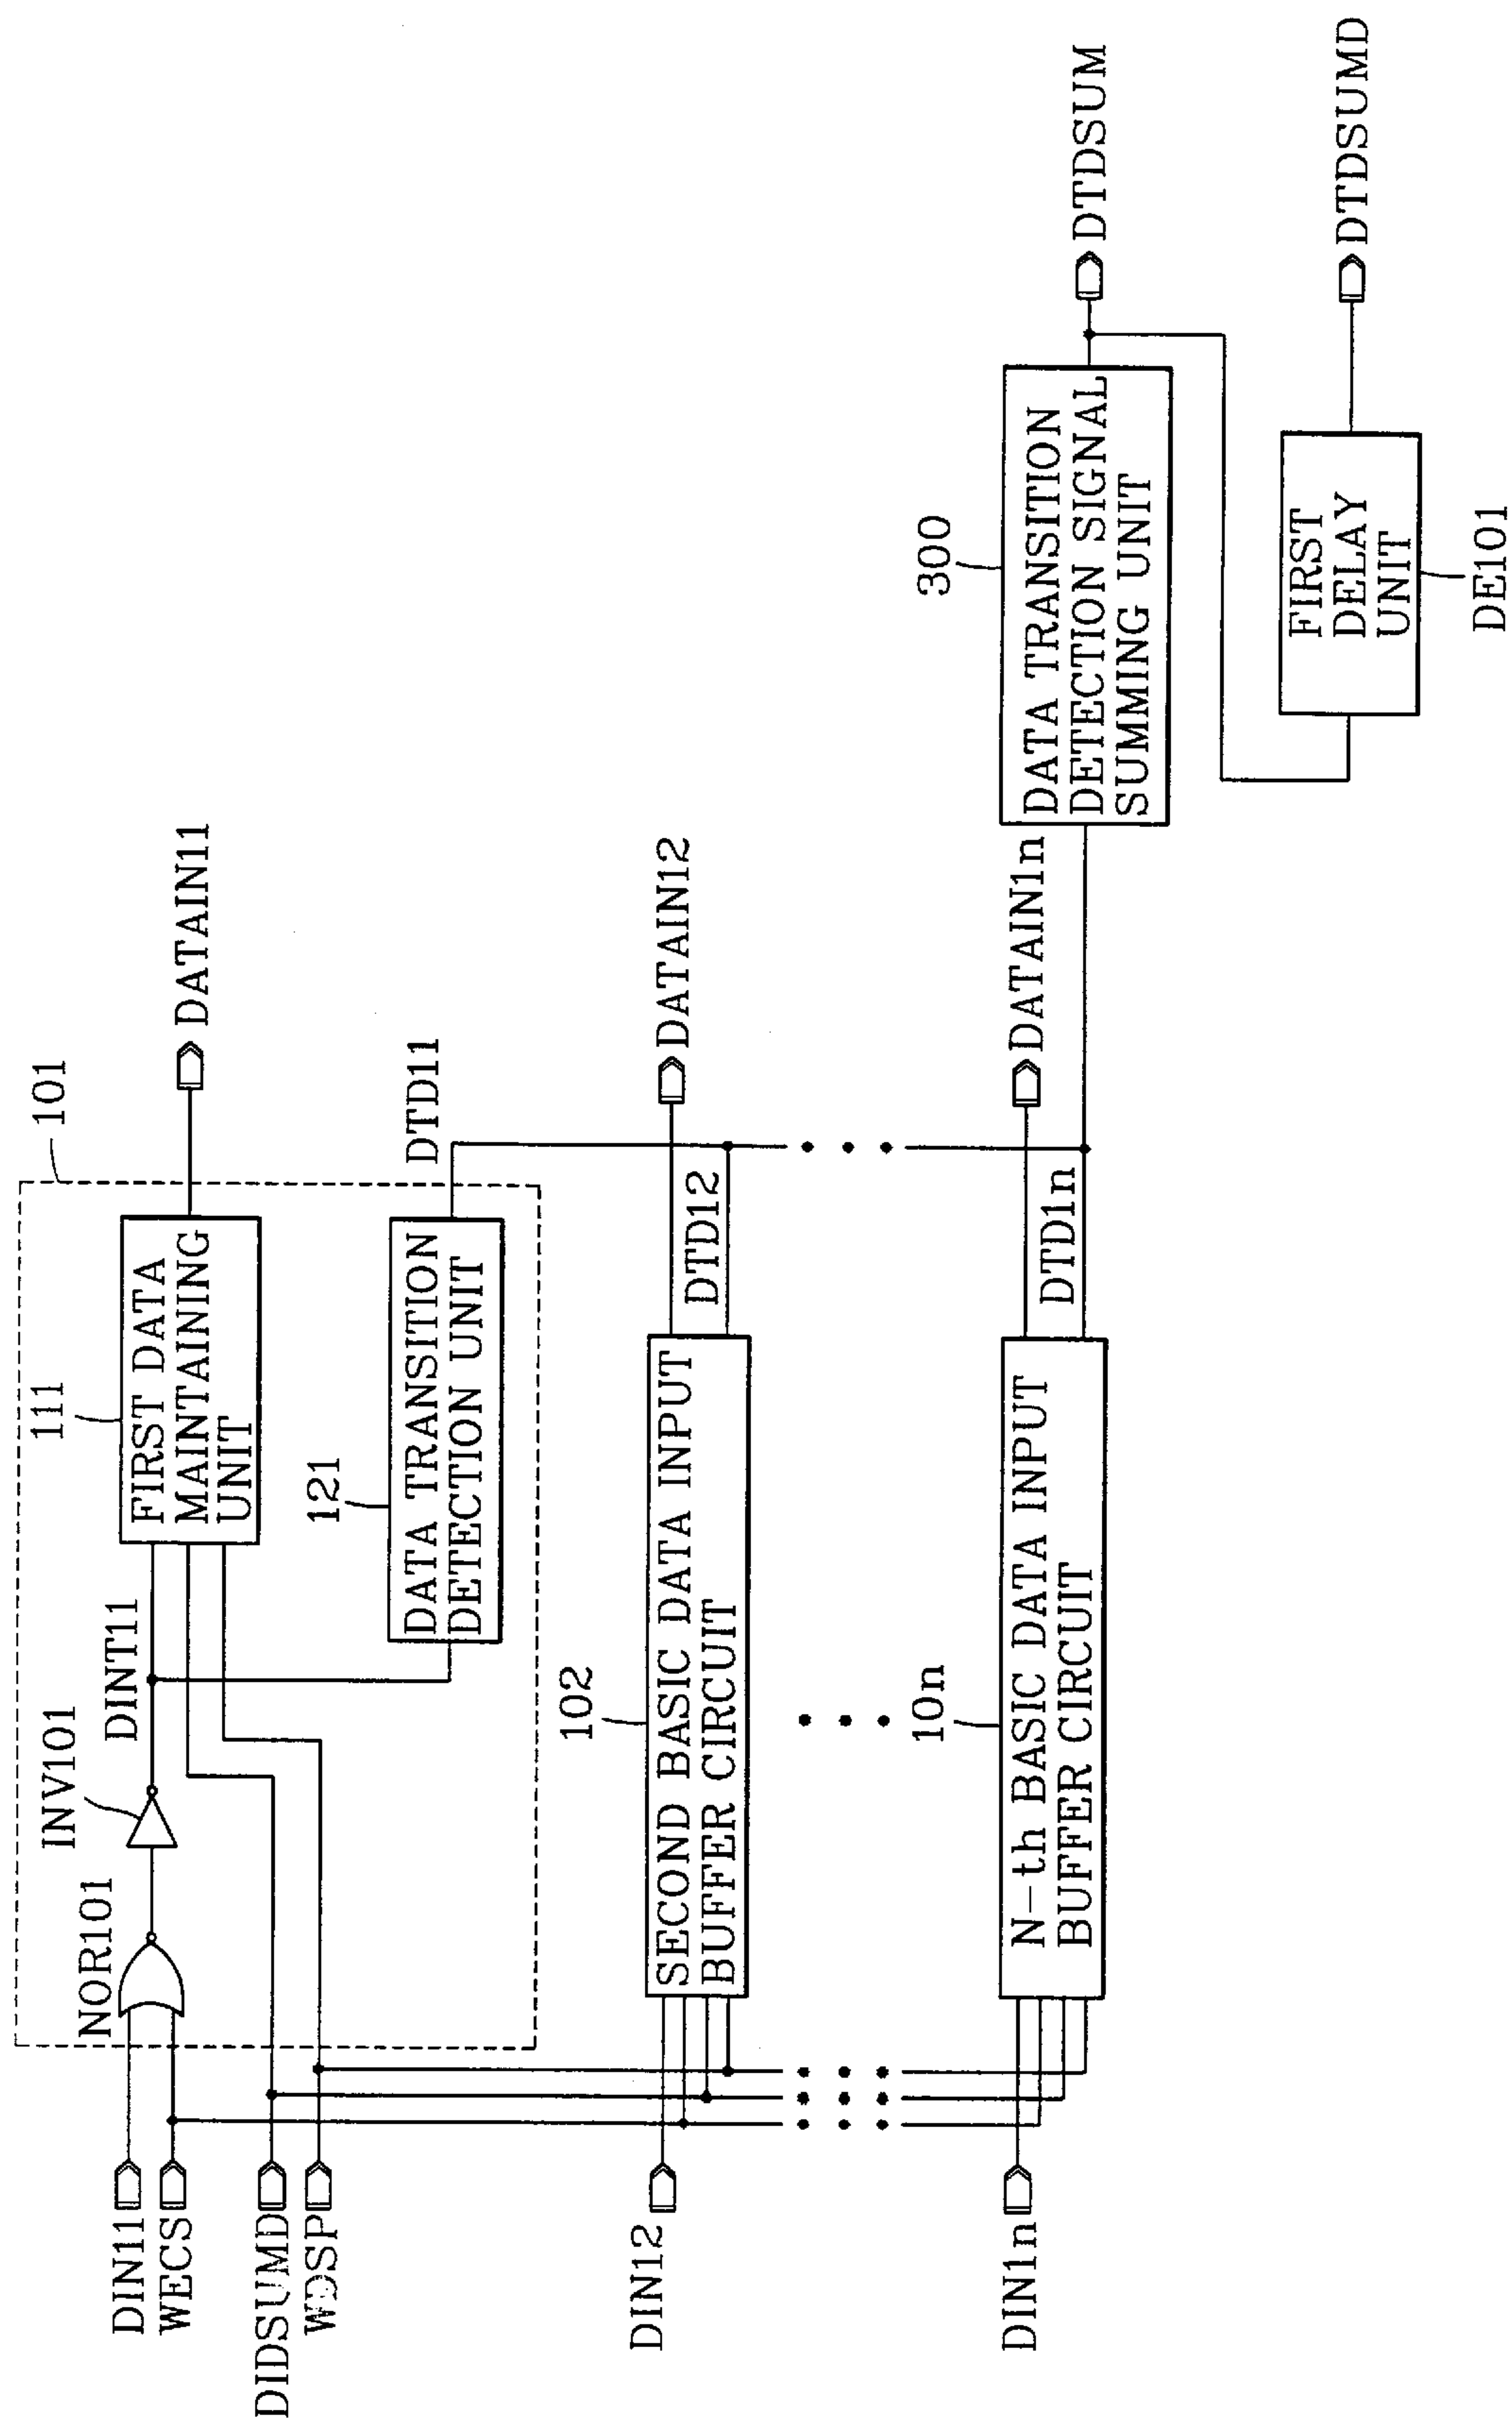 101
111
INV101
NOR101
DINT11
DIN11
WECS
DIDSUMD
WDSP
FIRST DATA
MAINTAINING
UNIT
DATAIN11
121
DATA TRANSITION
DETECTION UNIT
DTD11
102
DIN12
SECOND BASIC DATA INPUT
BUFFER CIRCUIT
DATAIN12
DTD12
10n
DIN1n
N-th BASIC DATA INPUT
BUFFER CIRCUIT
DATAIN1n
DTD1n
300
DATA TRANSITION
DETECTION SIGNAL
SUMMING UNIT
DTDSUM
FIRST
DELAY
UNIT
DE101
DTDSUMD